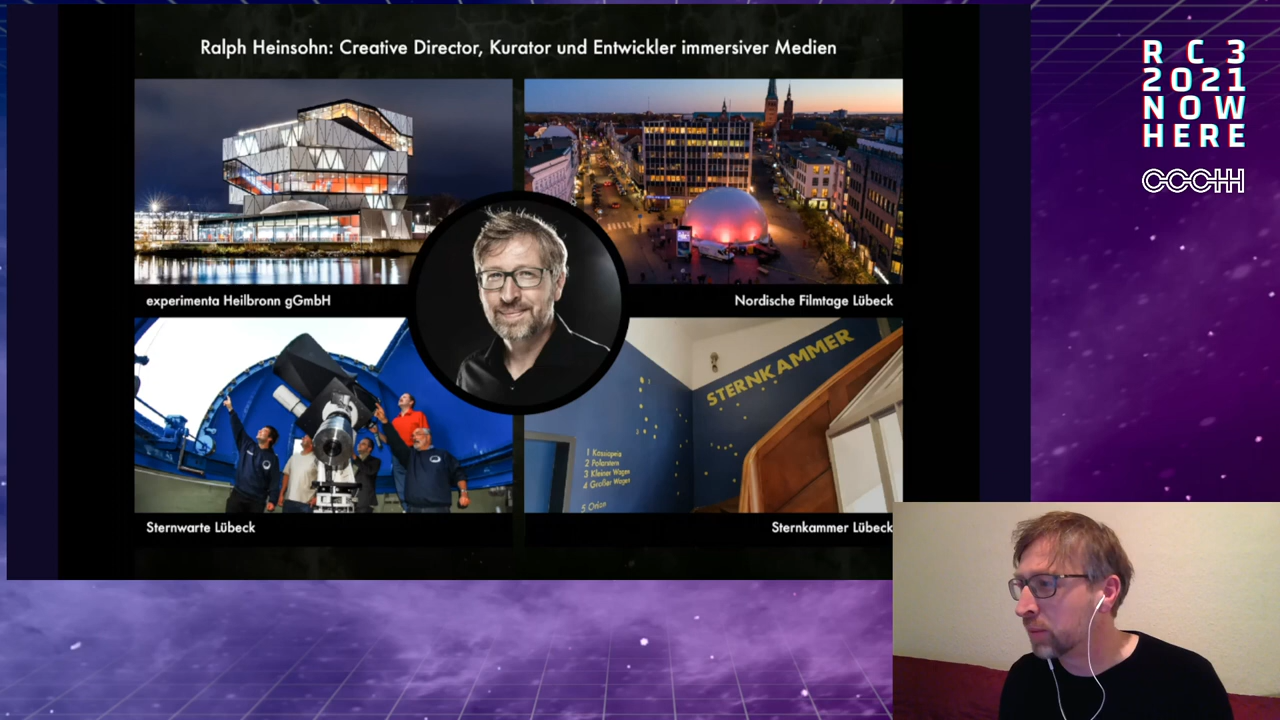 Ralph Heinsohn: Creative Director, Kurator und Entwickler immersiver Medien
RC3
2021
NOW
HERE
CCCHH
experimenta Heilbronn gGmbH
Nordische Filmtage Lübeck
STERNKAMMER
1 Kassiopeia
2 Polarstern
3 Kleiner Wagen
4 Großer Wagen
5 Orion
Sternwarte Lübeck
Sternkammer Lübeck